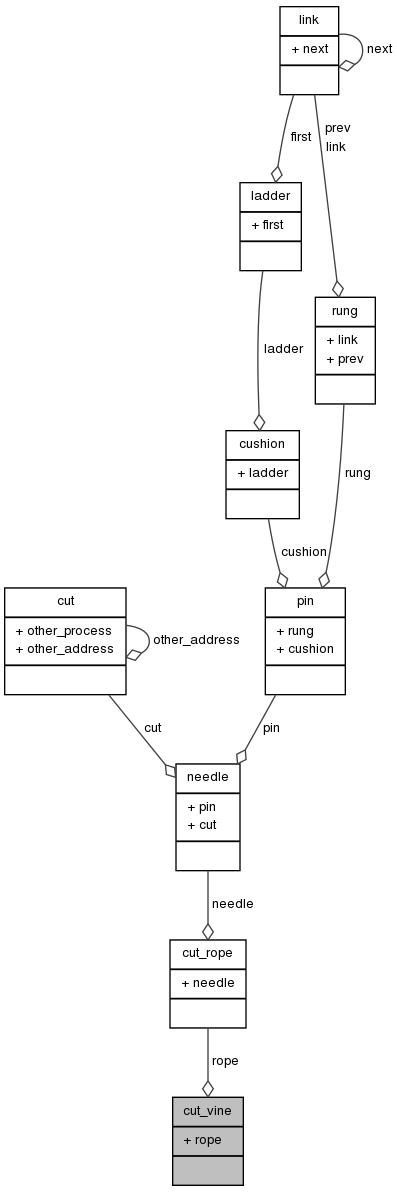 link
+ next
next
first
prev
link
ladder
+ first
rung
+ link
+ prev
ladder
cushion
+ ladder
rung
cushion
cut
+ other_process
+ other_address
other_address
pin
+ rung
+ cushion
cut
pin
needle
+ pin
+ cut
needle
cut_rope
+ needle
rope
cut_vine
+ rope